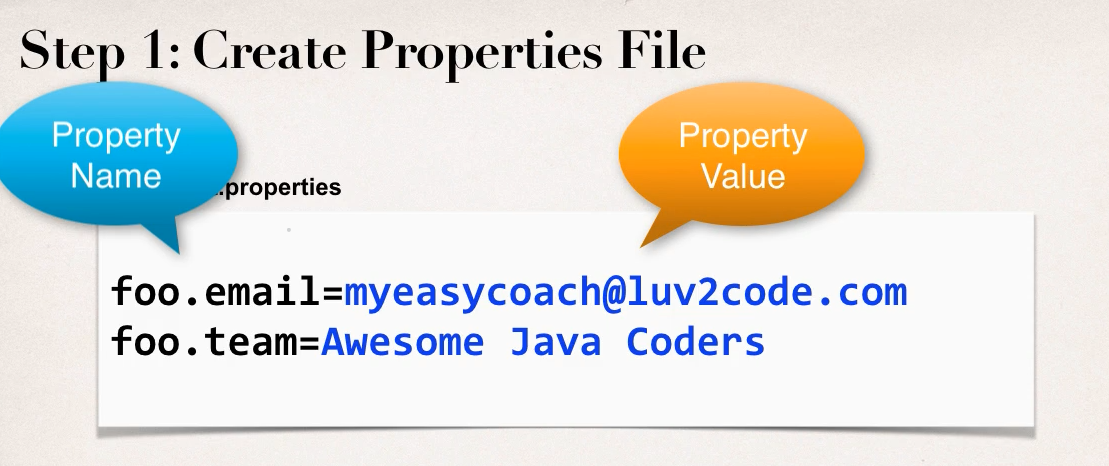 Step 1: Create Properties File
Property
Name
Property
Value
.properties
foo.email=myeasycoach@luv2code.com
foo.team=Awesome Java Coders